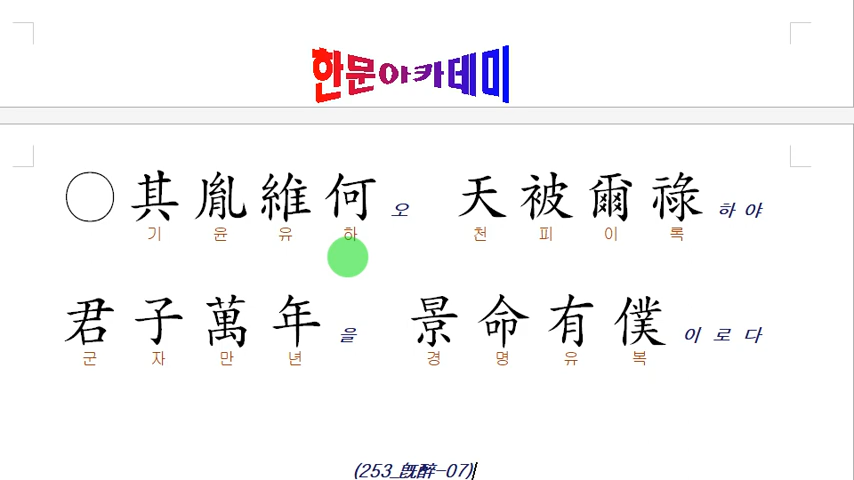 한문아카데미
○其胤維何오 天被爾祿하야
기 윤 유 하 천 피 이 록
君子萬年을 景命有僕이로다
군 자 만 년 경 명 유 복
(253_旣醉-07)